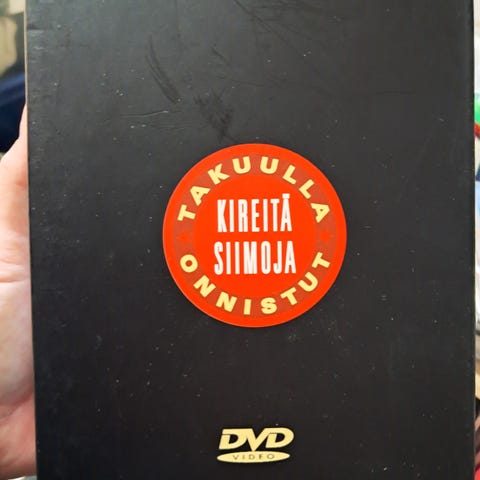 TAKUULLA
KIREITÄ
SIIMOJA
ONNISTUT
DVD
VIDEO